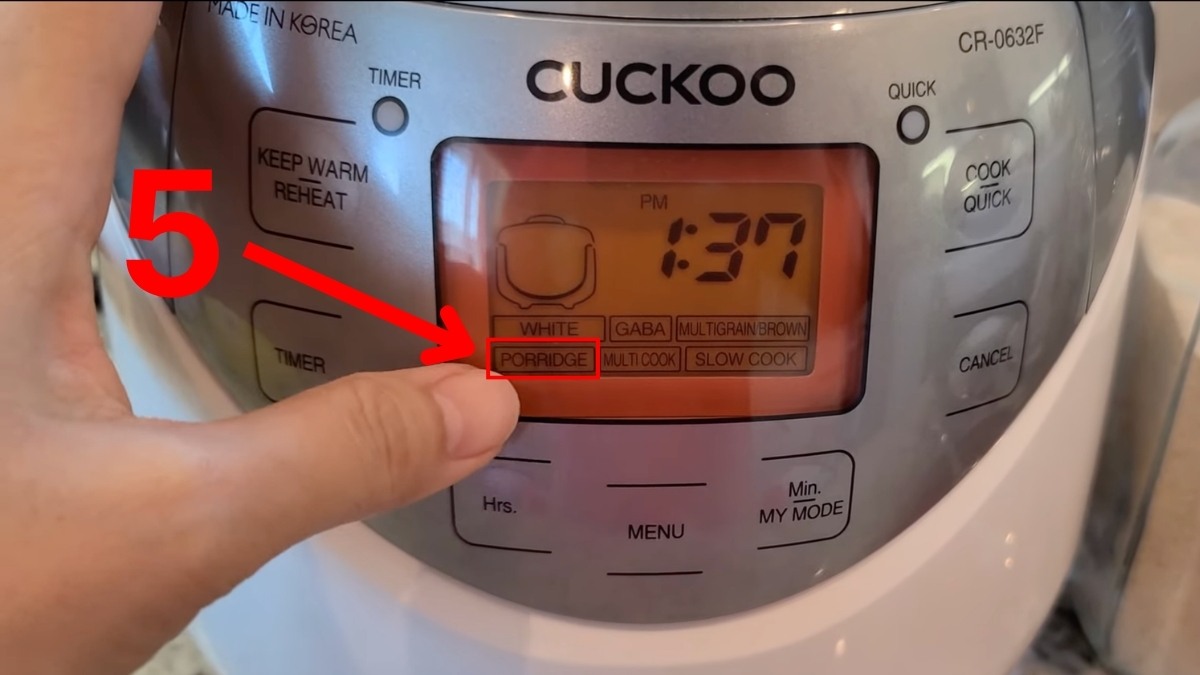 MADE IN KOREA
CR-0632F
TIMER
CUCKOO
QUICK
KEEP WARM
REHEAT
COOK
QUICK
5
PM
1:37
WHITE GABA MULTIGRAIN/BROWN
PORRIDGE MULTI COOK SLOW COOK
TIMER
CANCEL
Hrs.
MENU
Min.
MY MODE